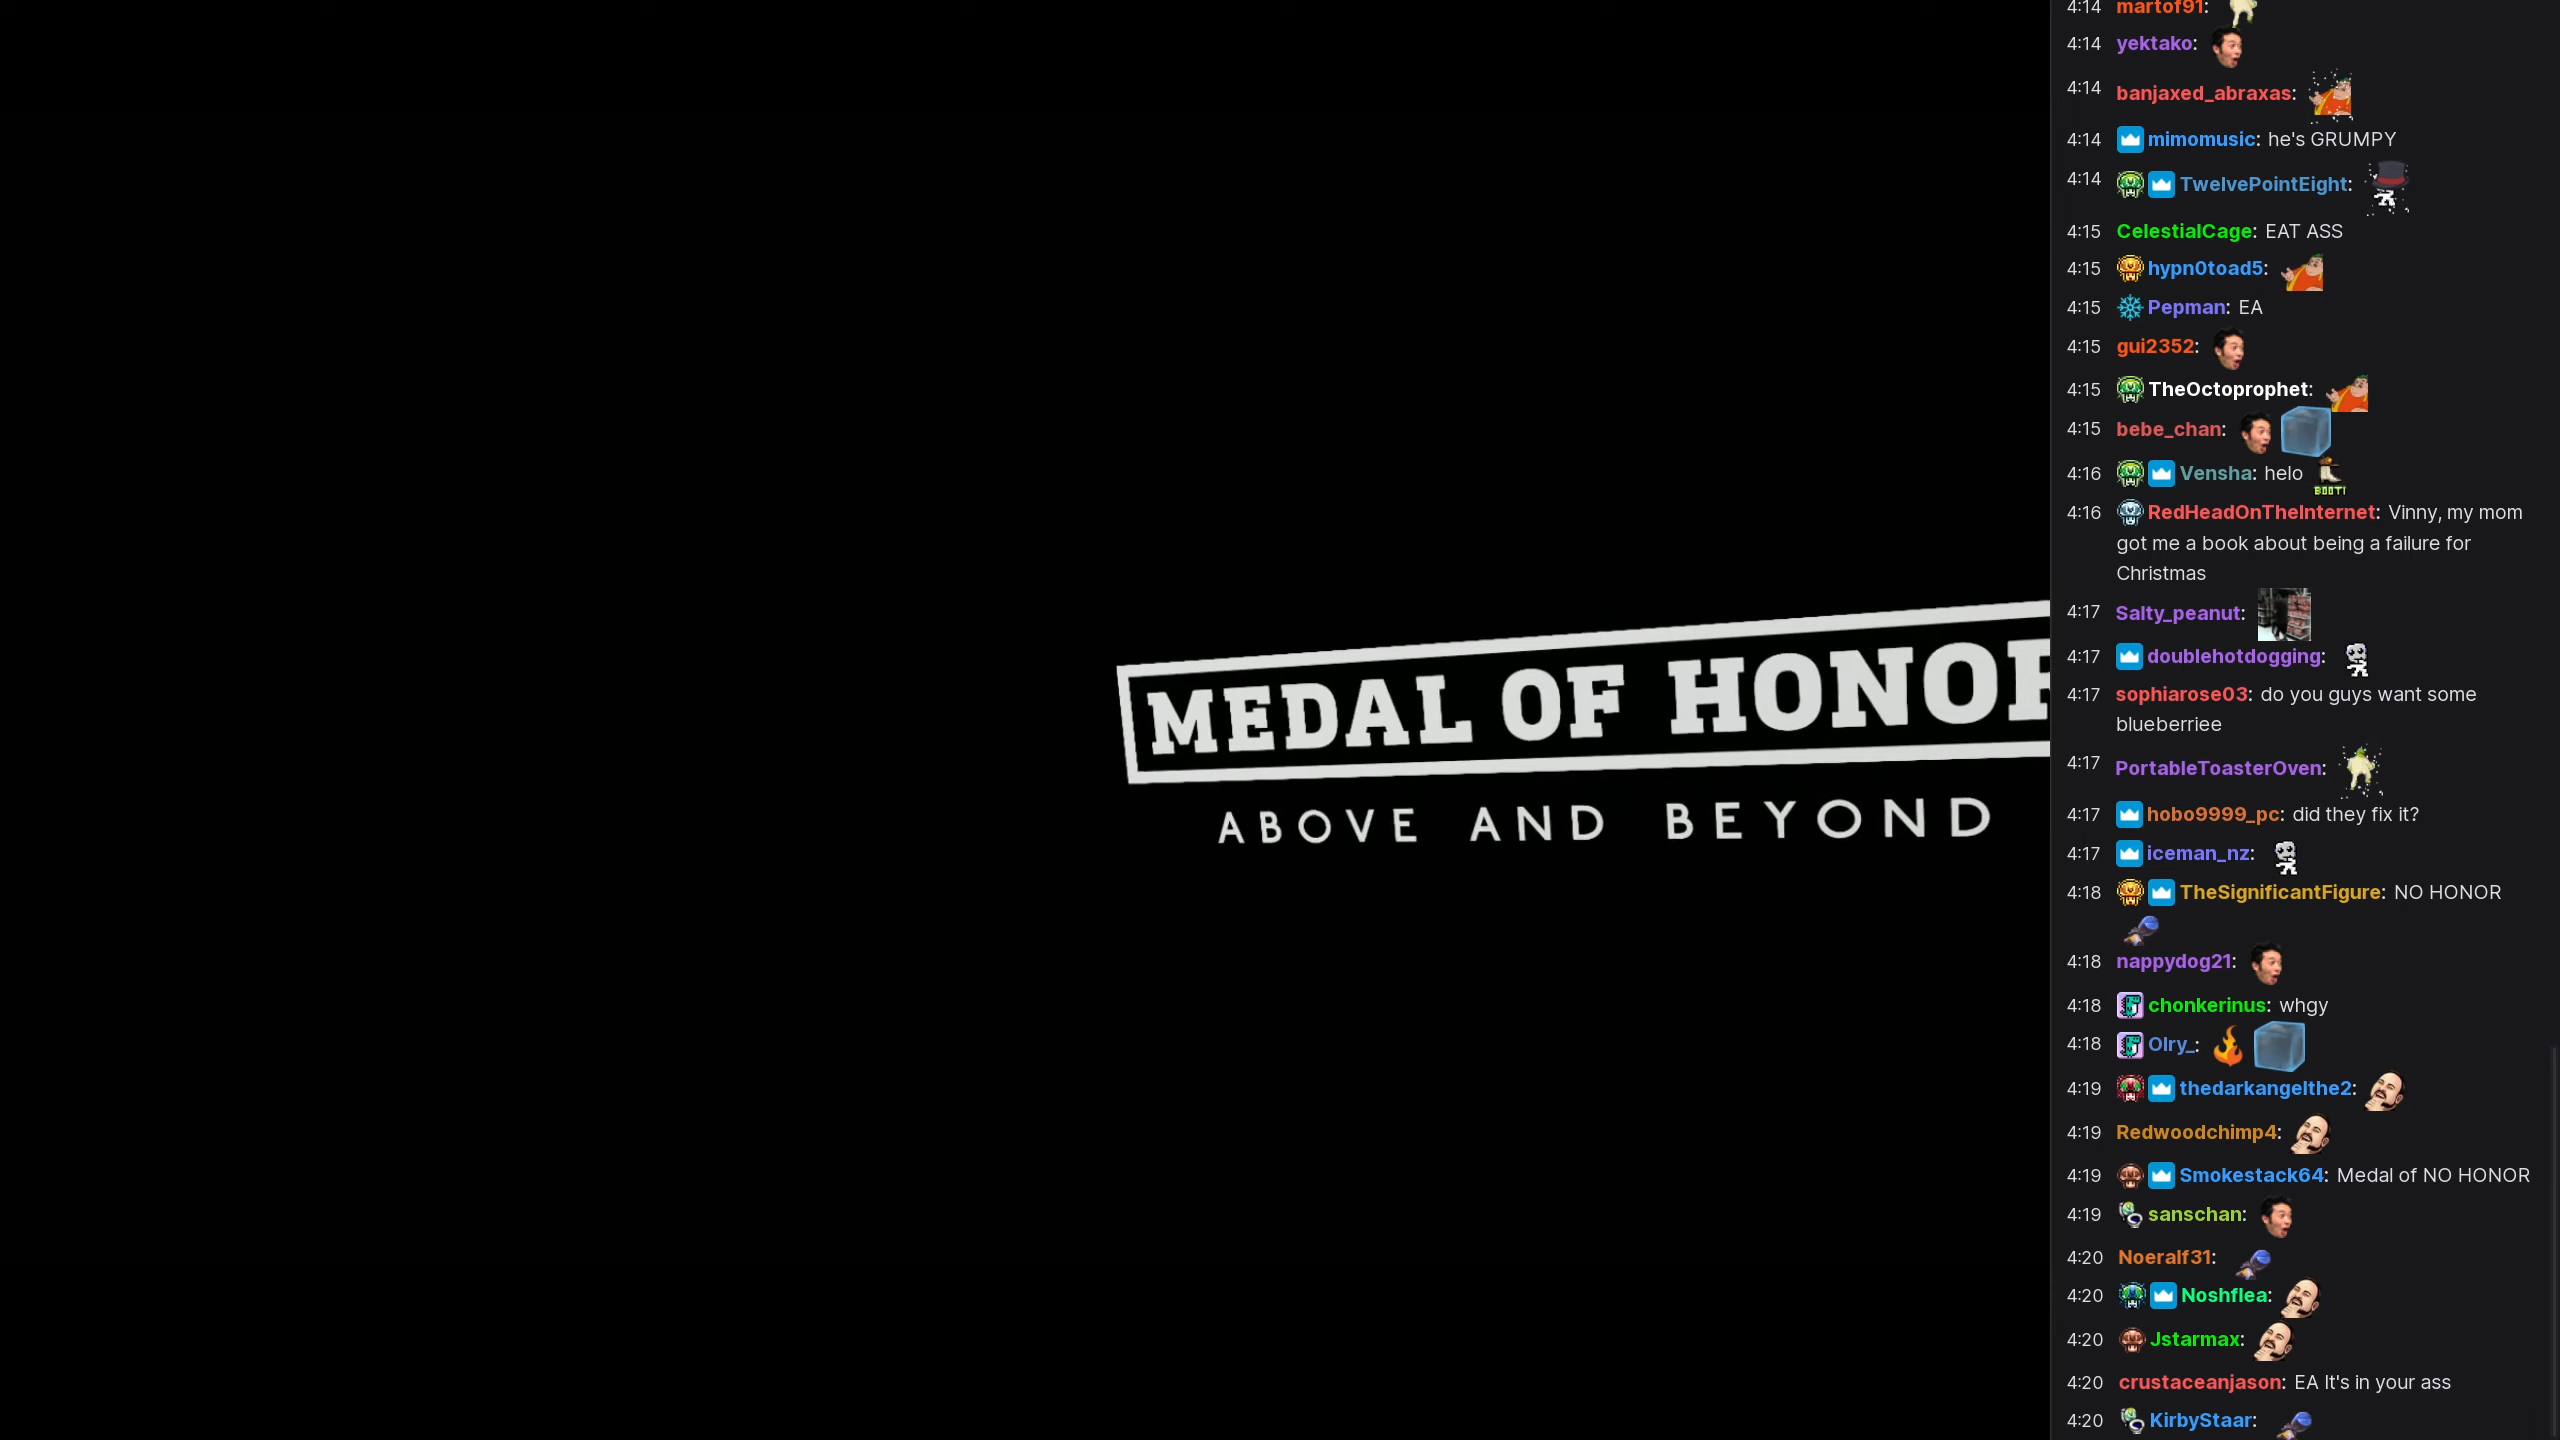 MEDAL OF HONOR
ABOVE AND BEYOND
4:14 martof91:
4:14 yektako:
4:14 banjaxed_abraxas:
4:14 mimomusic: he's GRUMPY
4:14 TwelvePointEight:
4:15 CelestialCage: EAT ASS
4:15 hypn0toad5:
4:15 Pepman: EA
4:15 gui2352:
4:15 TheOctoprophet:
4:15 bebe_chan:
4:16 Vensha: helo BOOT!
4:16 RedHeadOnTheInternet: Vinny, my mom
got me a book about being a failure for
Christmas
4:17 Salty_peanut:
4:17 doublehotdogging:
4:17 sophiarose03: do you guys want some
blueberriee
4:17 PortableToasterOven:
4:17 hobo9999_pc: did they fix it?
4:17 iceman_nz:
4:18 TheSignificantFigure: NO HONOR
4:18 nappydog21:
4:18 chonkerinus: whgy
4:18 Olry_:
4:19 thedarkangelthe2:
4:19 Redwoodchimp4:
4:19 Smokestack64: Medal of NO HONOR
4:19 sanschan:
4:20 Noeralf31:
4:20 Noshflea:
4:20 Jstarmax:
4:20 crustaceanjason: EA It's in your ass
4:20 KirbyStaar: